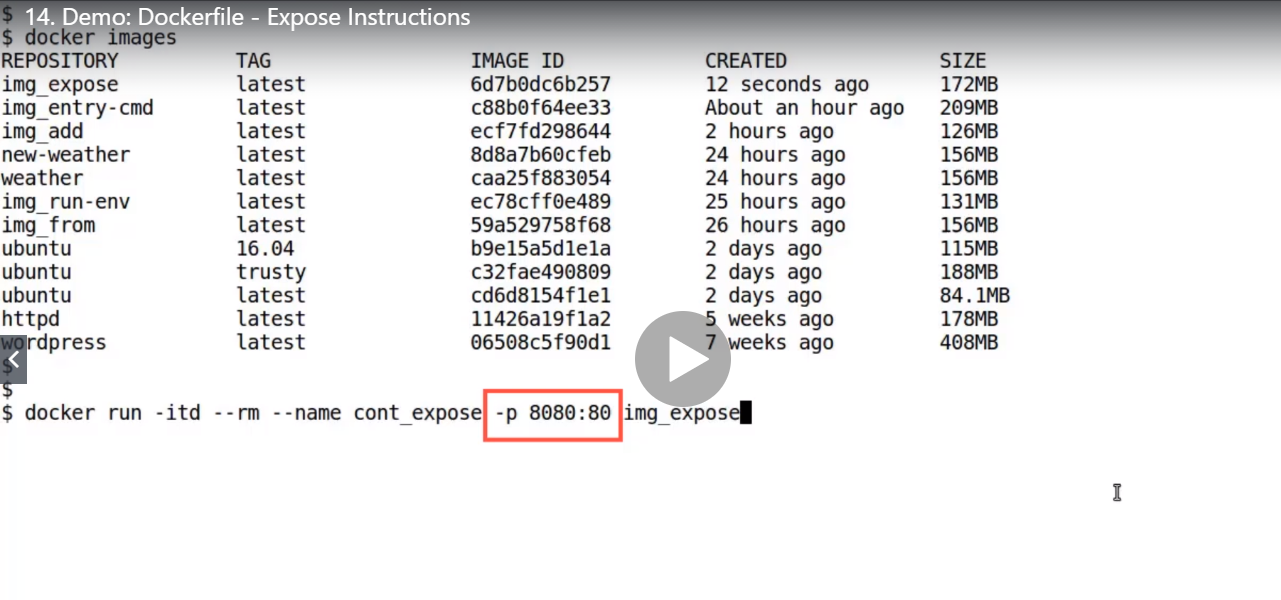 $ 14. Demo: Dockerfile - Expose Instructions
$ docker images
REPOSITORY TAG IMAGE ID CREATED SIZE
img_expose latest 6d7b0dc6b257 12 seconds ago 172MB
img_entry-cmd latest c88b0f64ee33 About an hour ago 209MB
img_add latest ecf7fd298644 2 hours ago 126MB
new-weather latest 8d8a7b60cfeb 24 hours ago 156MB
weather latest caa25f883054 24 hours ago 156MB
img_run-env latest ec78cff0e489 25 hours ago 131MB
img_from latest 59a529758f68 26 hours ago 156MB
ubuntu 16.04 b9e15a5d1e1a 2 days ago 115MB
ubuntu trusty c32fae490809 2 days ago 188MB
ubuntu latest cd6d8154f1e1 2 days ago 84.1MB
httpd latest 11426a19f1a2 5 weeks ago 178MB
wordpress latest 06508c5f90d1 7 weeks ago 408MB
$
$
$ docker run -itd --rm --name cont_expose -p 8080:80 img_expose